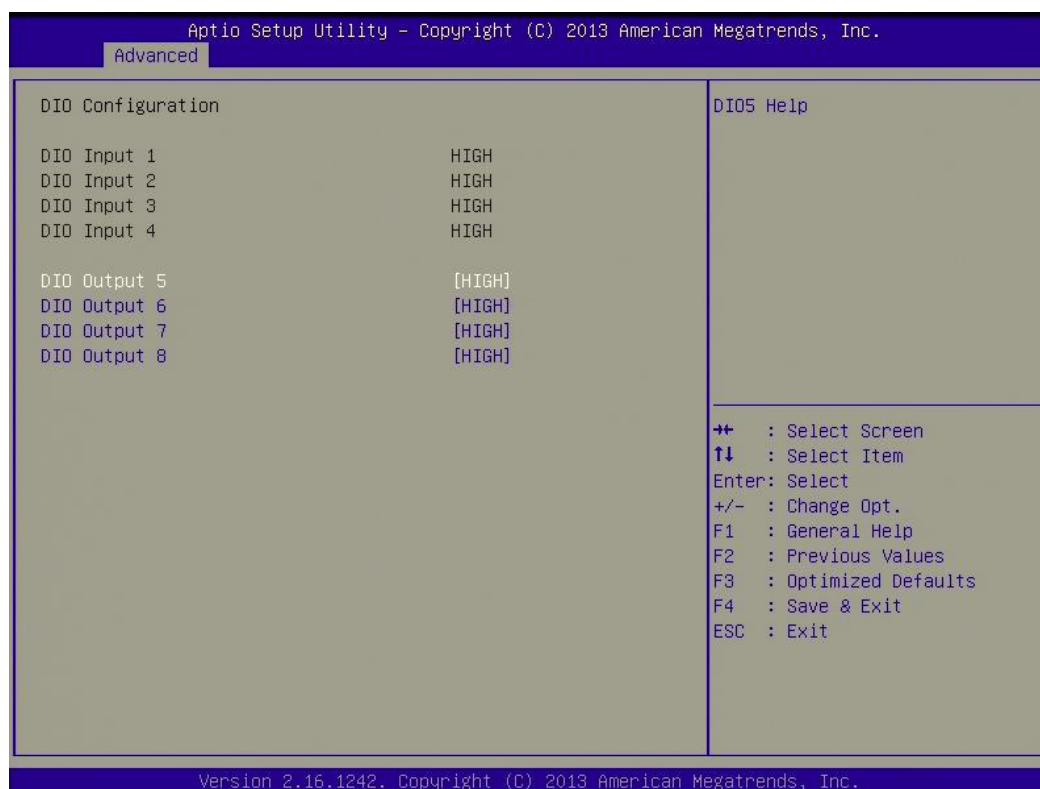 Aptio Setup Utility – Copyright (C) 2013 American Megatrends, Inc.
Advanced
DIO Configuration
DIO Input 1 HIGH
DIO Input 2 HIGH
DIO Input 3 HIGH
DIO Input 4 HIGH
DIO Output 5 [HIGH]
DIO Output 6 [HIGH]
DIO Output 7 [HIGH]
DIO Output 8 [HIGH]
DIO5 Help
→← : Select Screen
↑↓ : Select Item
Enter: Select
+/- : Change Opt.
F1 : General Help
F2 : Previous Values
F3 : Optimized Defaults
F4 : Save & Exit
ESC : Exit
Version 2.16.1242. Copyright (C) 2013 American Megatrends, Inc.